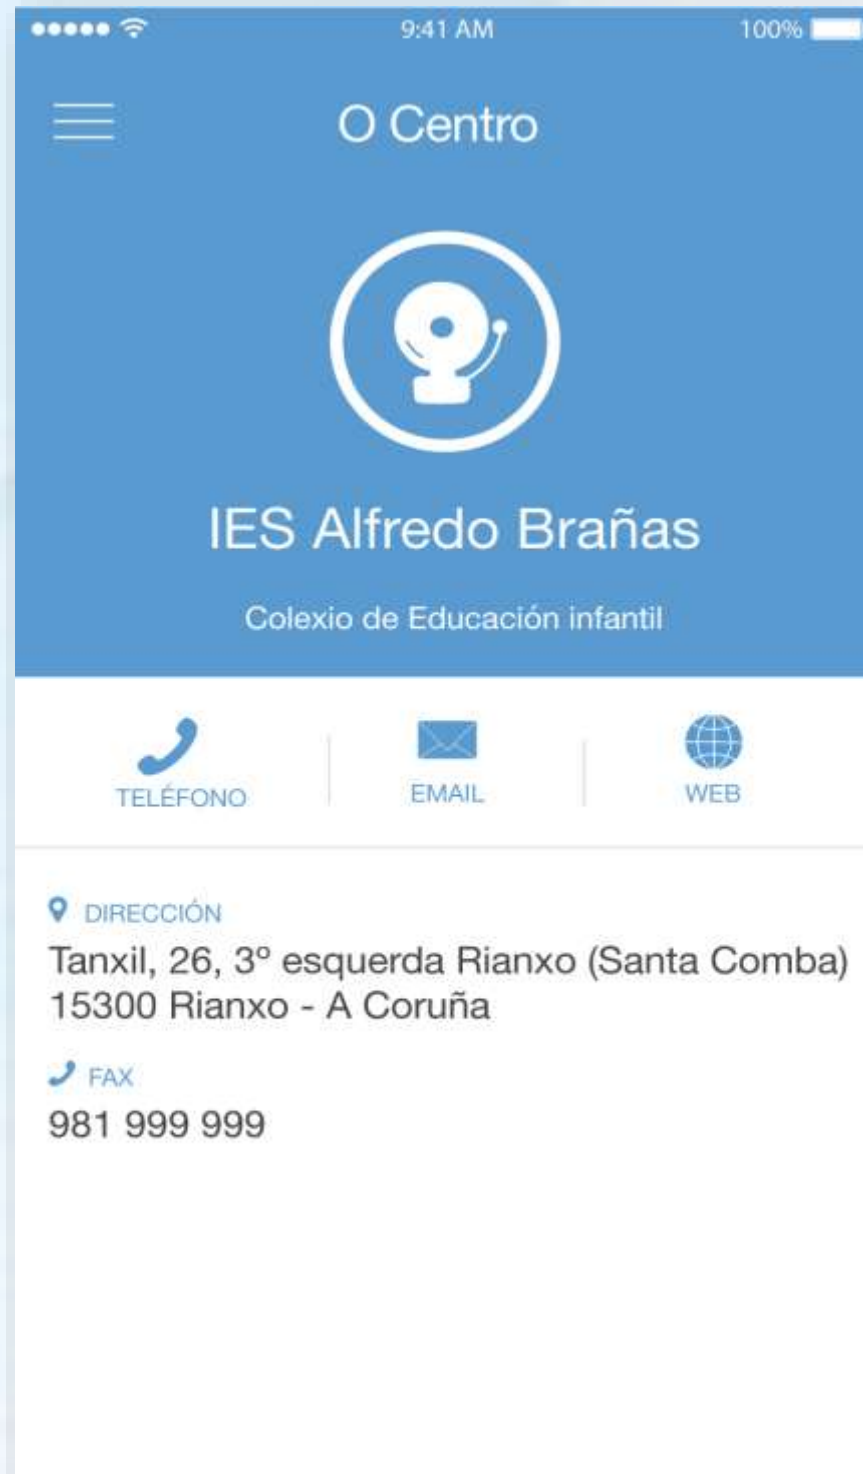 9:41 AM 100%
O Centro
IES Alfredo Brañas
Colexio de Educación infantil
TELÉFONO EMAIL WEB
DIRECCIÓN
Tanxil, 26, 3º esquerda Rianxo (Santa Comba)
15300 Rianxo - A Coruña
FAX
981 999 999